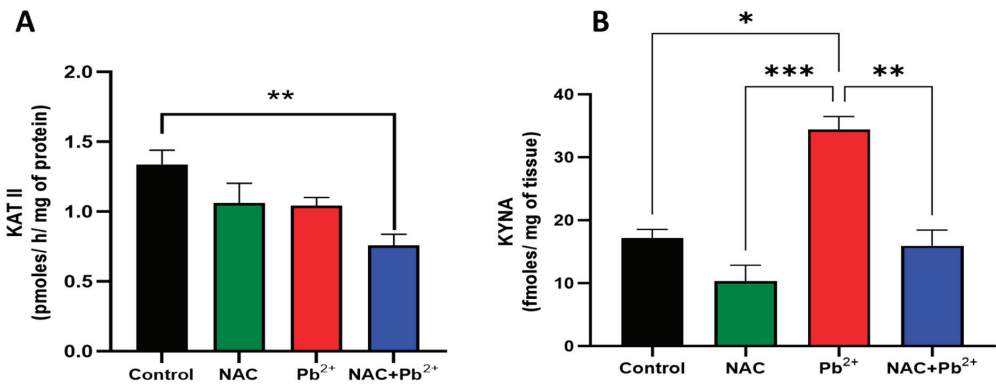 A
KAT II
(pmoles/ h/ mg of protein)
2.0
1.5
1.0
0.5
0.0
**
Control NAC Pb²⁺ NAC+Pb²⁺
B
KYNA
(fmoles/ mg of tissue)
40
30
20
10
0
*
*** **
Control NAC Pb²⁺ NAC+Pb²⁺